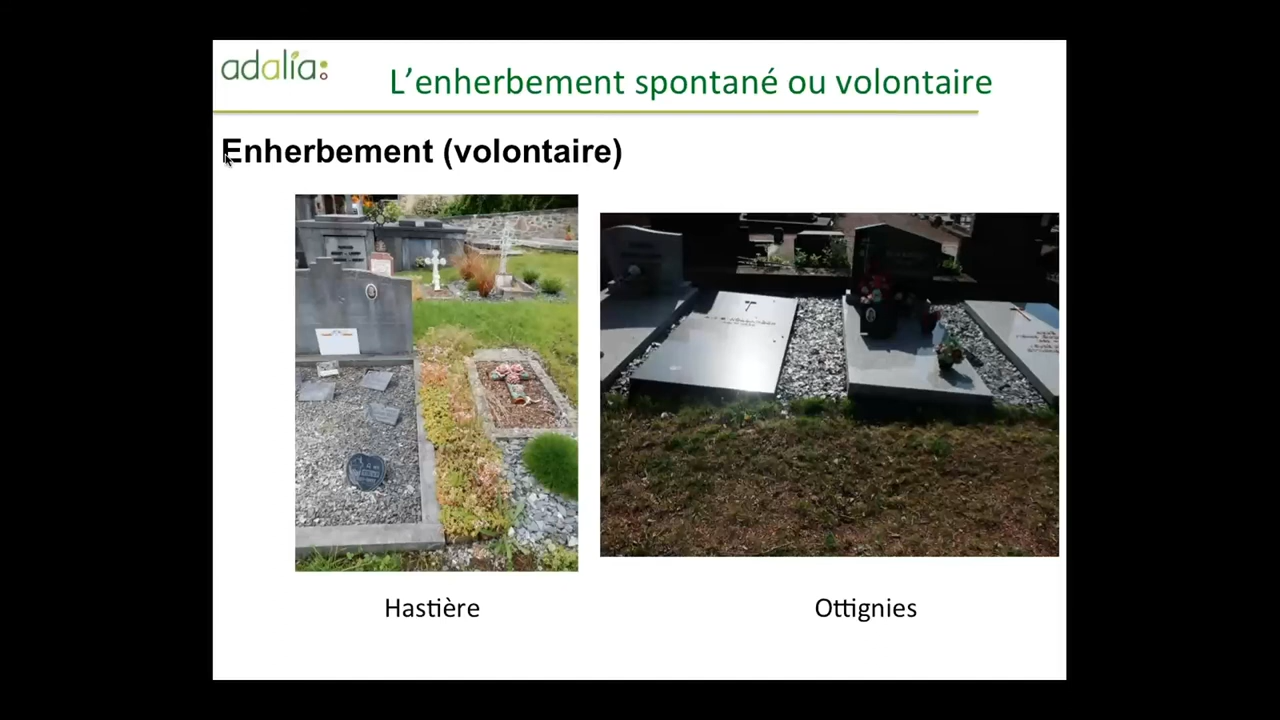 adalia:
L'enherbement spontané ou volontaire
Enherbement (volontaire)
Hastière
Ottignies